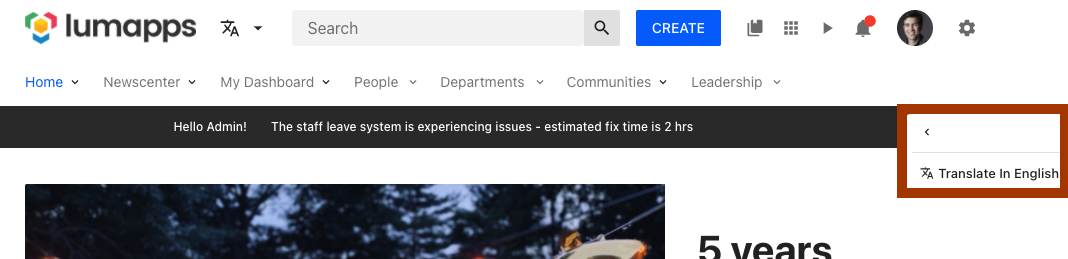 lumapps
Search
CREATE
Home Newscenter My Dashboard People Departments Communities Leadership
Hello Admin! The staff leave system is experiencing issues - estimated fix time is 2 hrs
Translate In English
5 years